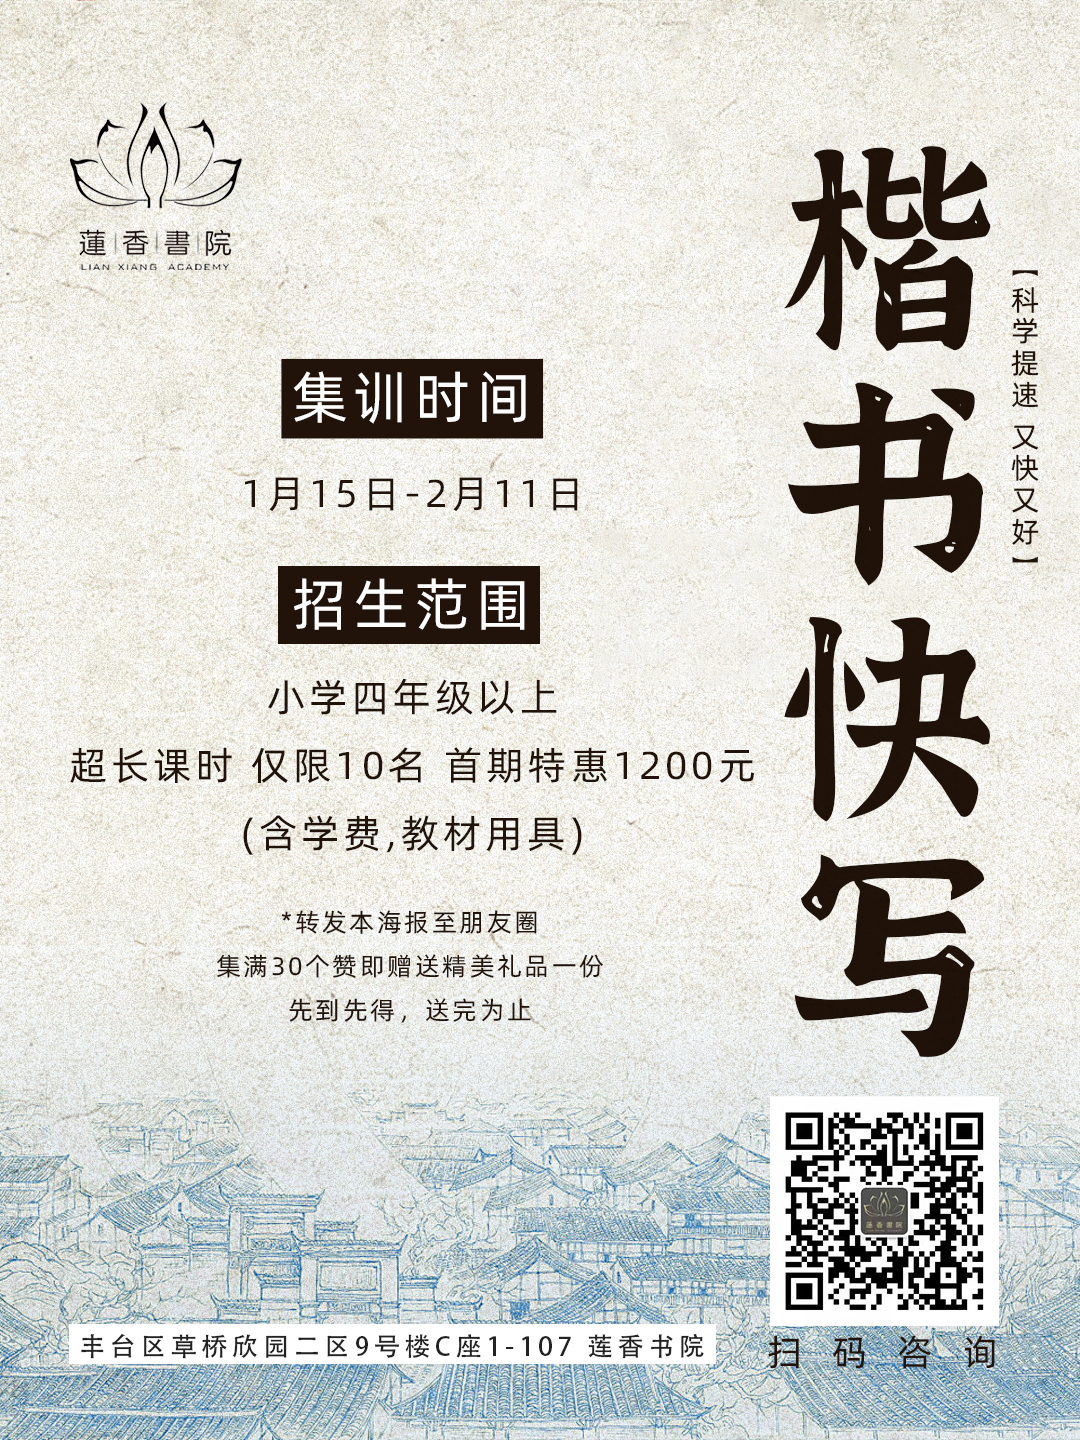 蓮香書院
LIAN XIANG ACADEMY
楷书快写
【科学提速 又快又好】
集训时间
1月15日-2月11日
招生范围
小学四年级以上
超长课时 仅限10名 首期特惠1200元
(含学费,教材用具)
*转发本海报至朋友圈
集满30个赞即赠送精美礼品一份
先到先得，送完为止
蓮香書院
丰台区草桥欣园二区9号楼C座1-107 莲香书院
扫码咨询